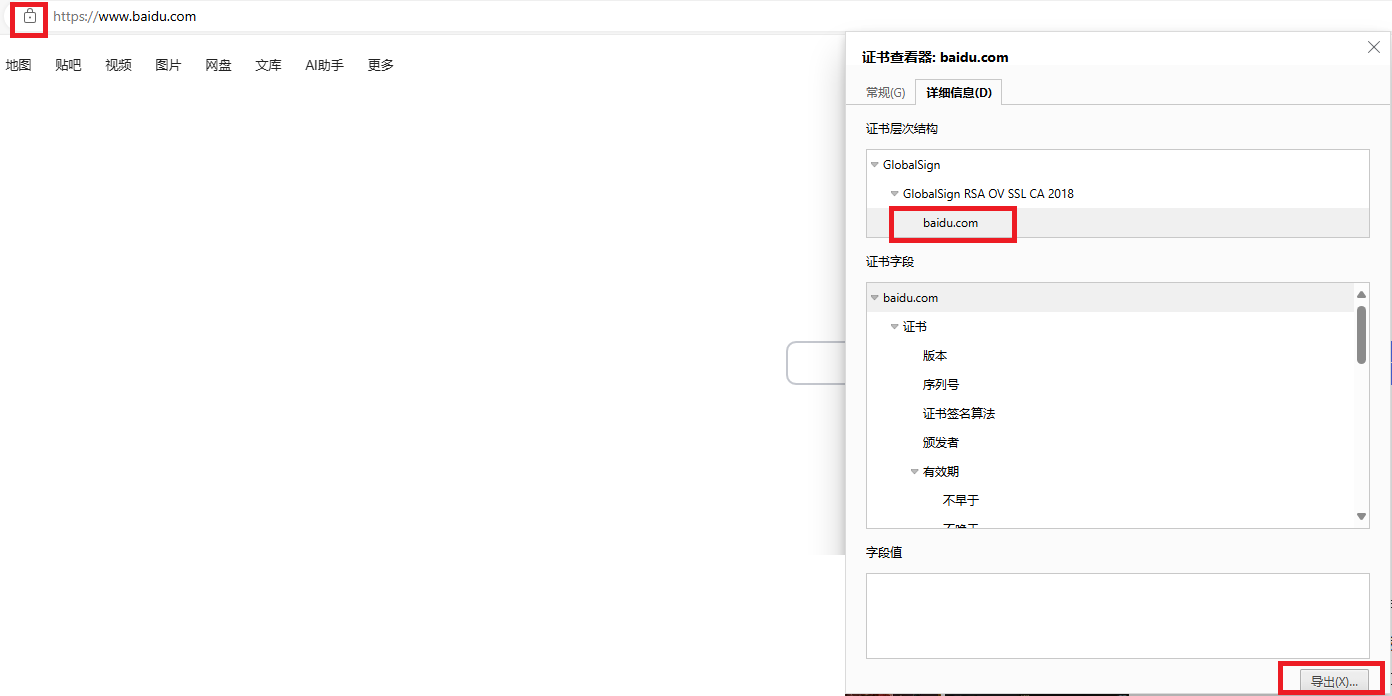 https://www.baidu.com
地图 贴吧 视频 图片 网盘 文库 AI助手 更多
证书查看器: baidu.com
常规(G) 详细信息(D)
证书层次结构
GlobalSign
GlobalSign RSA OV SSL CA 2018
baidu.com
证书字段
baidu.com
证书
版本
序列号
证书签名算法
颁发者
有效期
不早于
不晚于
字段值
导出(X)...